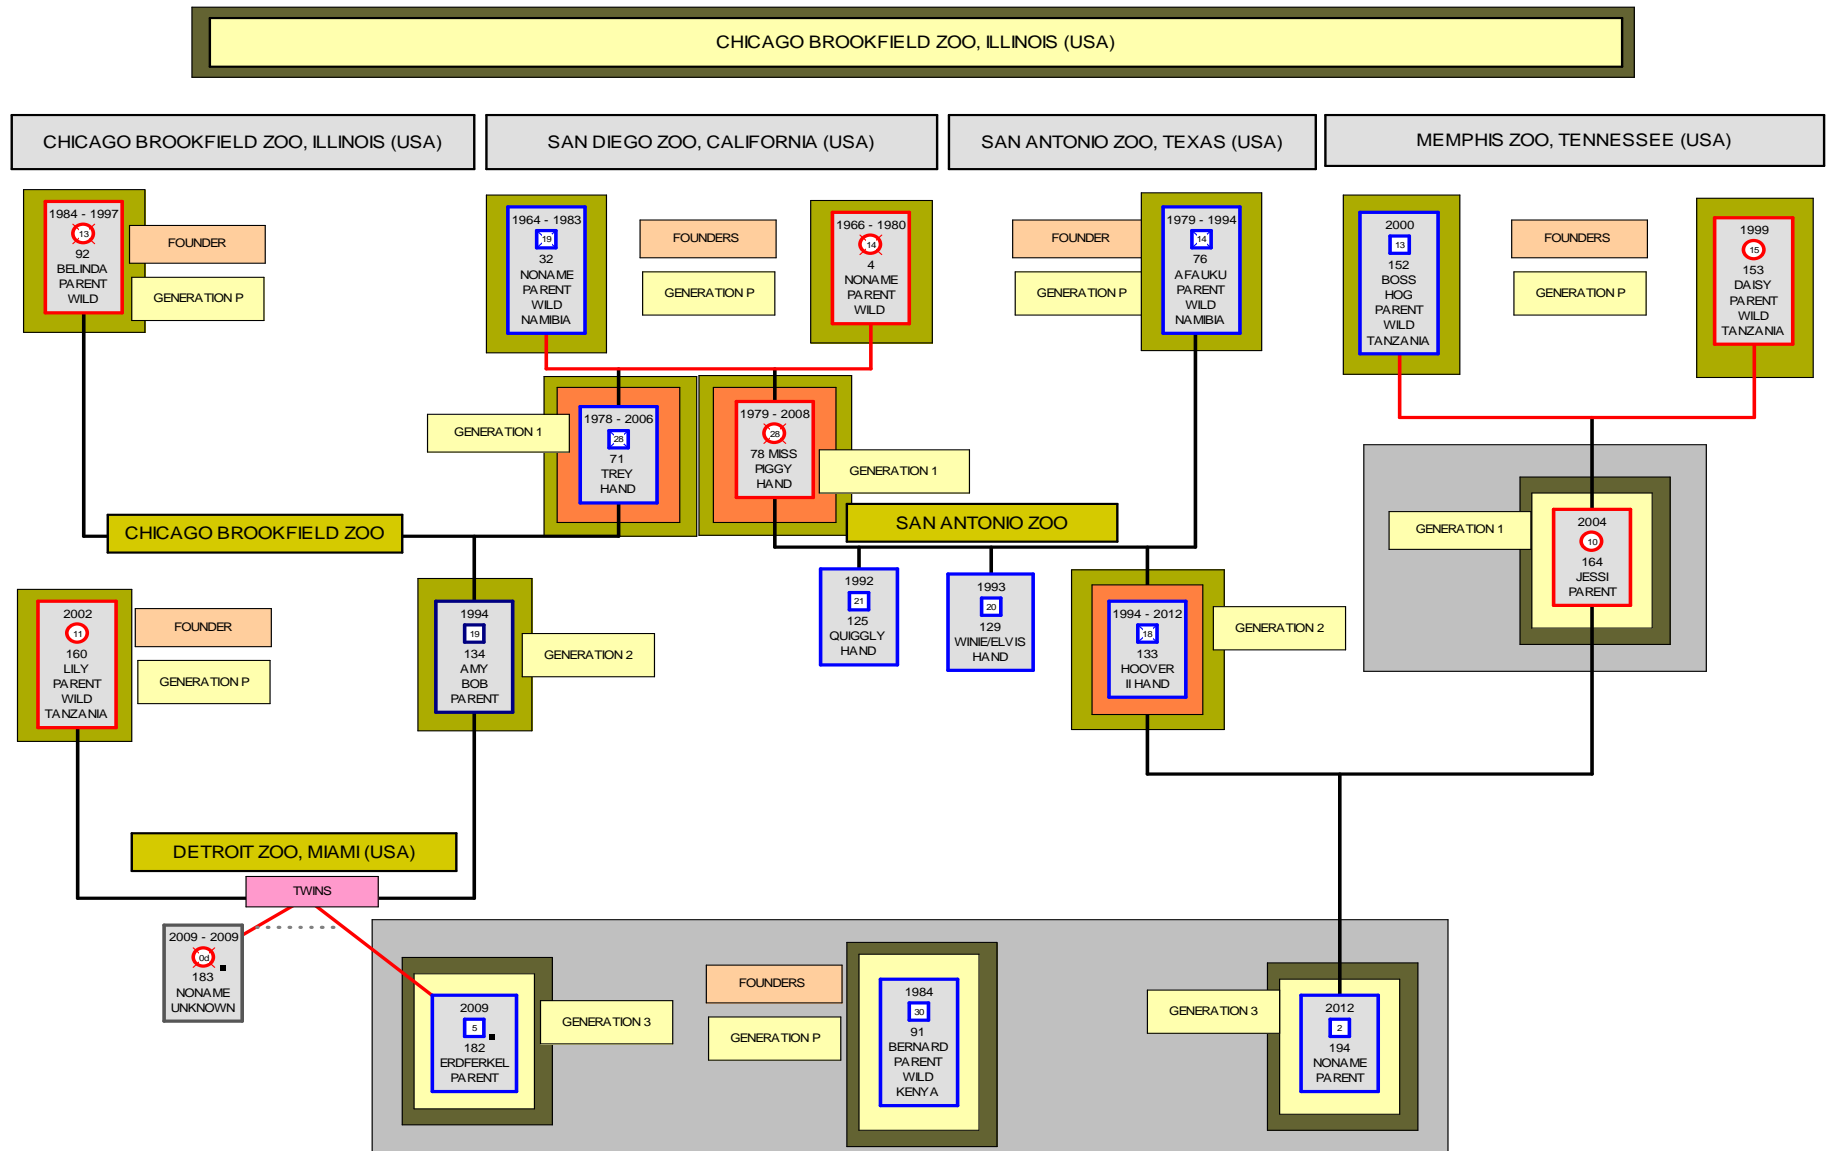 CHICAGO BROOKFIELD ZOO, ILLINOIS (USA)
CHICAGO BROOKFIELD ZOO, ILLINOIS (USA)
SAN DIEGO ZOO, CALIFORNIA (USA)
SAN ANTONIO ZOO, TEXAS (USA)
MEMPHIS ZOO, TENNESSEE (USA)
1984 - 1997
13
92
BELINDA
PARENT
WILD
FOUNDER
GENERATION P
1964 - 1983
19
32
NONAME
PARENT
WILD
NAMIBIA
FOUNDERS
GENERATION P
1966 - 1980
14
4
NONAME
PARENT
WILD
FOUNDER
GENERATION P
1979 - 1994
14
76
AFAUKU
PARENT
WILD
NAMIBIA
2000
13
152
BOSS
HOG
PARENT
WILD
TANZANIA
FOUNDERS
GENERATION P
1999
15
153
DAISY
PARENT
WILD
TANZANIA
GENERATION 1
1978 - 2006
28
71
TREY
HAND
1979 - 2008
28
78 MISS
PIGGY
HAND
GENERATION 1
GENERATION 1
2004
10
164
JESSI
PARENT
CHICAGO BROOKFIELD ZOO
SAN ANTONIO ZOO
2002
11
160
LILY
PARENT
WILD
TANZANIA
FOUNDER
GENERATION P
1994
19
134
AMY
BOB
PARENT
GENERATION 2
1992
21
125
QUIGGLY
HAND
1993
20
129
WINIE/ELVIS
HAND
1994 - 2012
18
133
HOOVER
II HAND
GENERATION 2
DETROIT ZOO, MIAMI (USA)
TWINS
2009 - 2009
0d
183
NONAME
UNKNOWN
2009
5
182
ERDFERKEL
PARENT
GENERATION 3
FOUNDERS
GENERATION P
1984
30
91
BERNARD
PARENT
WILD
KENYA
GENERATION 3
2012
2
194
NONAME
PARENT